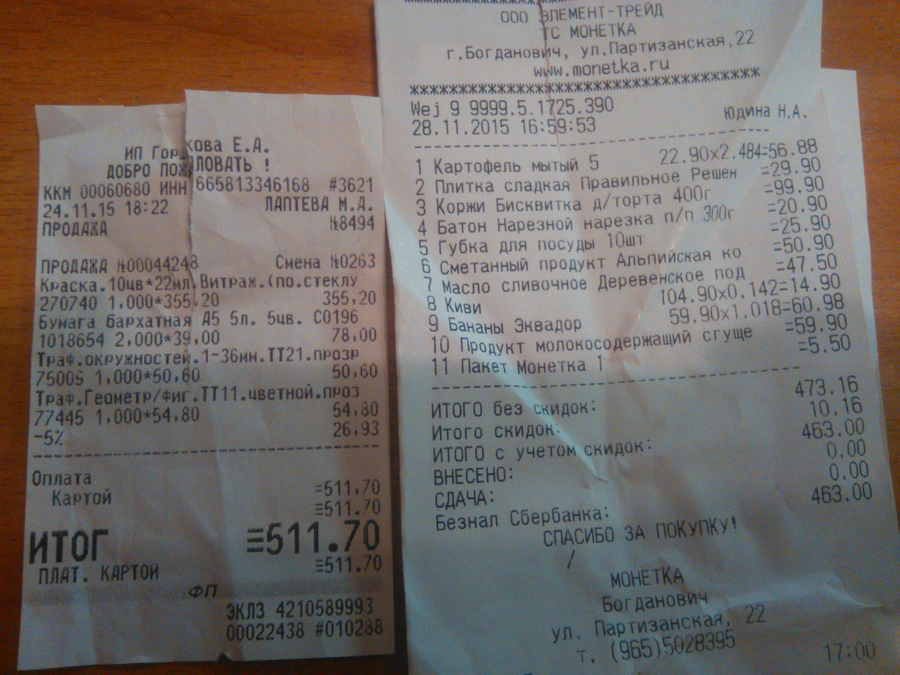 ИП Горшкова Е.А.
ДОБРО ПОЖАЛОВАТЬ !
ККМ 00060680 ИНН 665813346168 #3621
24.11.15 18:22 ЛАПТЕВА М.А.
ПРОДАЖА №8494
ПРОДАЖА №00044248 Смена №0263
Краска.10цв*22мл.Витраж.(по.стеклу
270740 1,000*355,20 355,20
Бумага бархатная А5 5л. 5цв. С0196
1018654 2,000*39,00 78,00
Траф.окружностей.1-36мм.ТТ21.прозр
75005 1,000*50,60 50,60
Траф.Геометр/фиг.ТТ11.цветной.проз
77445 1,000*54,80 54,80
-5% 26,93
Оплата
Картой =511,70
=511.70
ИТОГ ≡511.70
ПЛАТ. КАРТОЙ =511.70
ФП
ЭКЛЗ 4210589993
00022438 #010288
ООО ЭЛЕМЕНТ-ТРЕЙД
ТС МОНЕТКА
г.Богданович, ул.Партизанская,22
www.monetka.ru
****************************************
Wej 9 9999.5.1725.390
28.11.2015 16:59:53 Юдина Н.А.
1 Картофель мытый 5 22.90x2.484=56.88
2 Плитка сладкая Правильное Решен =29.90
3 Коржи Бисквитка д/торта 400г =99.90
4 Батон Нарезной нарезка п/п 300г =20.90
5 Губка для посуды 10шт =25.90
6 Сметанный продукт Альпийская ко =50.90
7 Масло сливочное Деревенское под =47.50
8 Киви 104.90x0.142=14.90
9 Бананы Эквадор 59.90x1.018=60.98
10 Продукт молокосодержащий сгуще =59.90
11 Пакет Монетка 1 =5.50
ИТОГО без скидок: 473.16
Итого скидок: 10.16
ИТОГО с учетом скидок: 463.00
ВНЕСЕНО: 0.00
СДАЧА: 0.00
Безнал Сбербанка: 463.00
СПАСИБО ЗА ПОКУПКУ!
/
МОНЕТКА
Богданович
ул. Партизанская, 22
т. (965)5028395
17:00